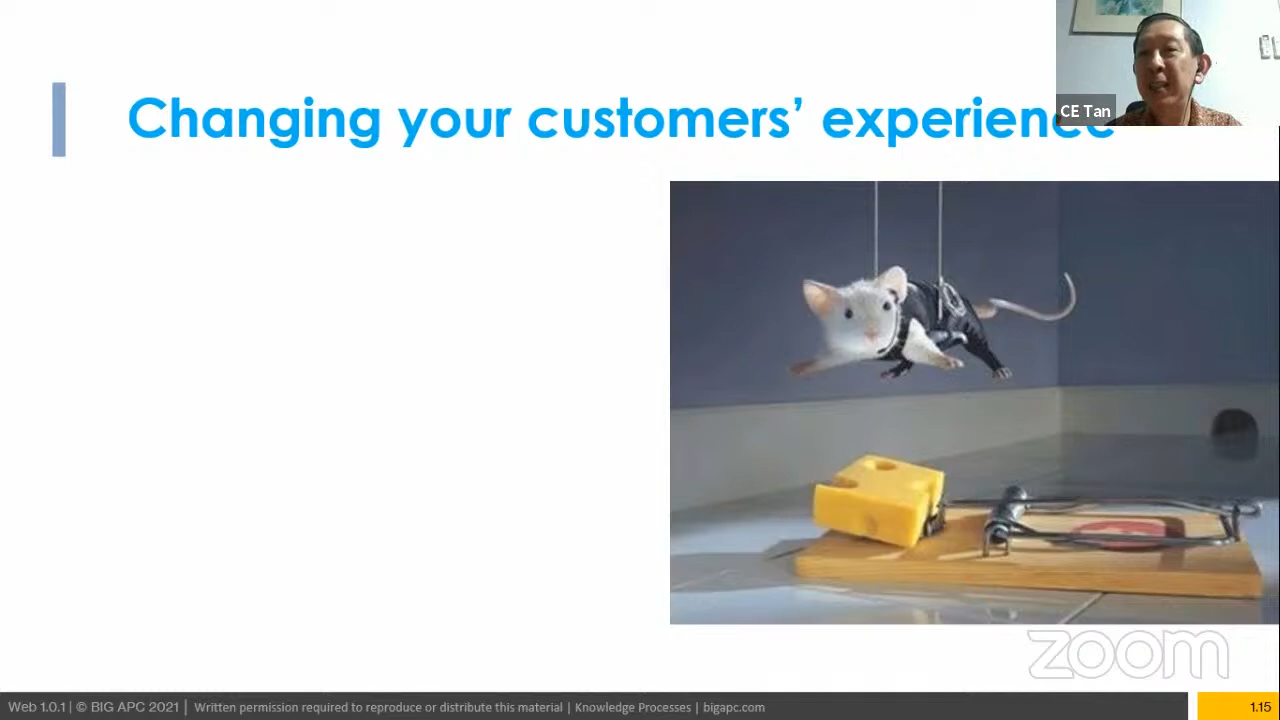 Changing your customers’ experience
CE Tan
zoom
Web 1.0.1 | © BIG APC 2021 | Written permission required to reproduce or distribute this material | Knowledge Processes | bigapc.com
1.15